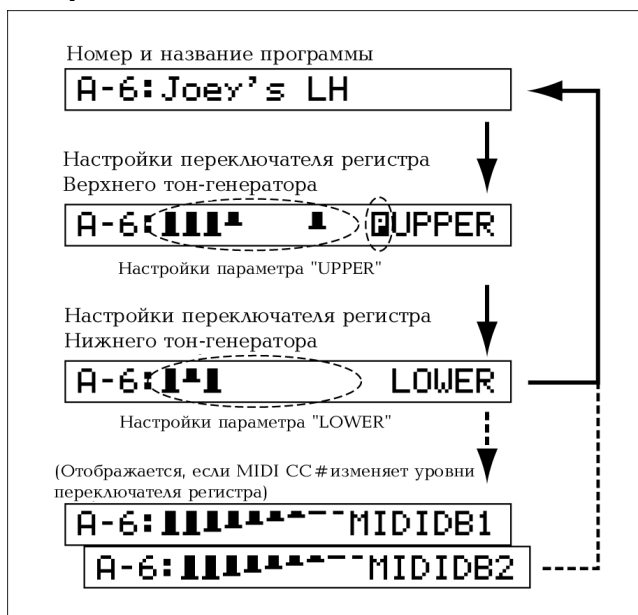 Номер и название программы
A-6:Joey's LH
Настройки переключателя регистра
Верхнего тон-генератора
A-6: P UPPER
Настройки параметра "UPPER"
Настройки переключателя регистра
Нижнего тон-генератора
A-6: LOWER
Настройки параметра "LOWER"
(Отображается, если MIDI CC#изменяет уровни
переключателя регистра)
A-6: MIDIDB1
A-6: MIDIDB2